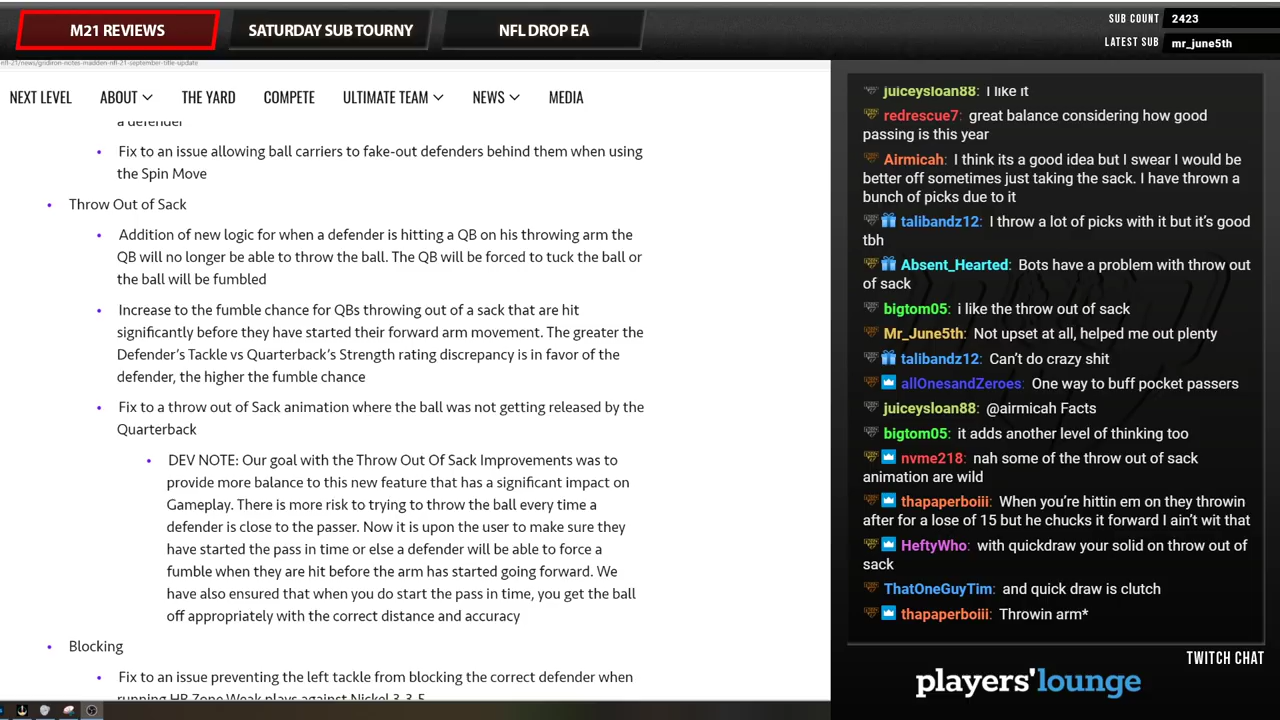 M21 REVIEWS
SATURDAY SUB TOURNY
NFL DROP EA
SUB COUNT 2423
LATEST SUB mr_june5th
nfl-21/news/gridiron-notes-madden-nfl-21-september-title-update
NEXT LEVEL ABOUT THE YARD COMPETE ULTIMATE TEAM NEWS MEDIA
a defender
• Fix to an issue allowing ball carriers to fake-out defenders behind them when using
the Spin Move
• Throw Out of Sack
• Addition of new logic for when a defender is hitting a QB on his throwing arm the
QB will no longer be able to throw the ball. The QB will be forced to tuck the ball or
the ball will be fumbled
• Increase to the fumble chance for QBs throwing out of a sack that are hit
significantly before they have started their forward arm movement. The greater the
Defender's Tackle vs Quarterback's Strength rating discrepancy is in favor of the
defender, the higher the fumble chance
• Fix to a throw out of Sack animation where the ball was not getting released by the
Quarterback
• DEV NOTE: Our goal with the Throw Out Of Sack Improvements was to
provide more balance to this new feature that has a significant impact on
Gameplay. There is more risk to trying to throw the ball every time a
defender is close to the passer. Now it is upon the user to make sure they
have started the pass in time or else a defender will be able to force a
fumble when they are hit before the arm has started going forward. We
have also ensured that when you do start the pass in time, you get the ball
off appropriately with the correct distance and accuracy
• Blocking
• Fix to an issue preventing the left tackle from blocking the correct defender when
running HB Zone Weak plays against Nickel 3-3-5
juiceysloan88: I like it
redrescue7: great balance considering how good
passing is this year
Airmicah: I think its a good idea but I swear I would be
better off sometimes just taking the sack. I have thrown a
bunch of picks due to it
talibandz12: I throw a lot of picks with it but it's good
tbh
Absent_Hearted: Bots have a problem with throw out
of sack
bigtom05: i like the throw out of sack
Mr_June5th: Not upset at all, helped me out plenty
talibandz12: Can't do crazy shit
allOnesandZeroes: One way to buff pocket passers
juiceysloan88: @airmicah Facts
bigtom05: it adds another level of thinking too
nvme218: nah some of the throw out of sack
animation are wild
thapaperboiii: When you're hittin em on they throwin
after for a lose of 15 but he chucks it forward I ain't wit that
HeftyWho: with quickdraw your solid on throw out of
sack
ThatOneGuyTim: and quick draw is clutch
thapaperboiii: Throwin arm*
TWITCH CHAT
players'lounge